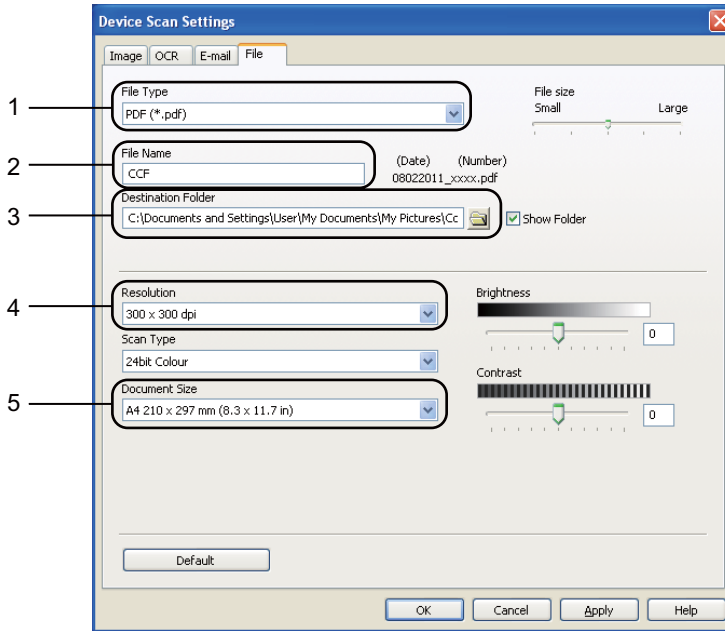 Device Scan Settings
Image OCR E-mail File
1
File Type
PDF (*.pdf)
File size
Small Large
2
File Name
CCF
(Date) (Number)
08022011_xxxx.pdf
3
Destination Folder
C:\Documents and Settings\User\My Documents\My Pictures\Cc
Show Folder
4
Resolution
300 x 300 dpi
Brightness
0
Scan Type
24bit Colour
Contrast
0
5
Document Size
A4 210 x 297 mm (8.3 x 11.7 in)
Default
OK Cancel Apply Help